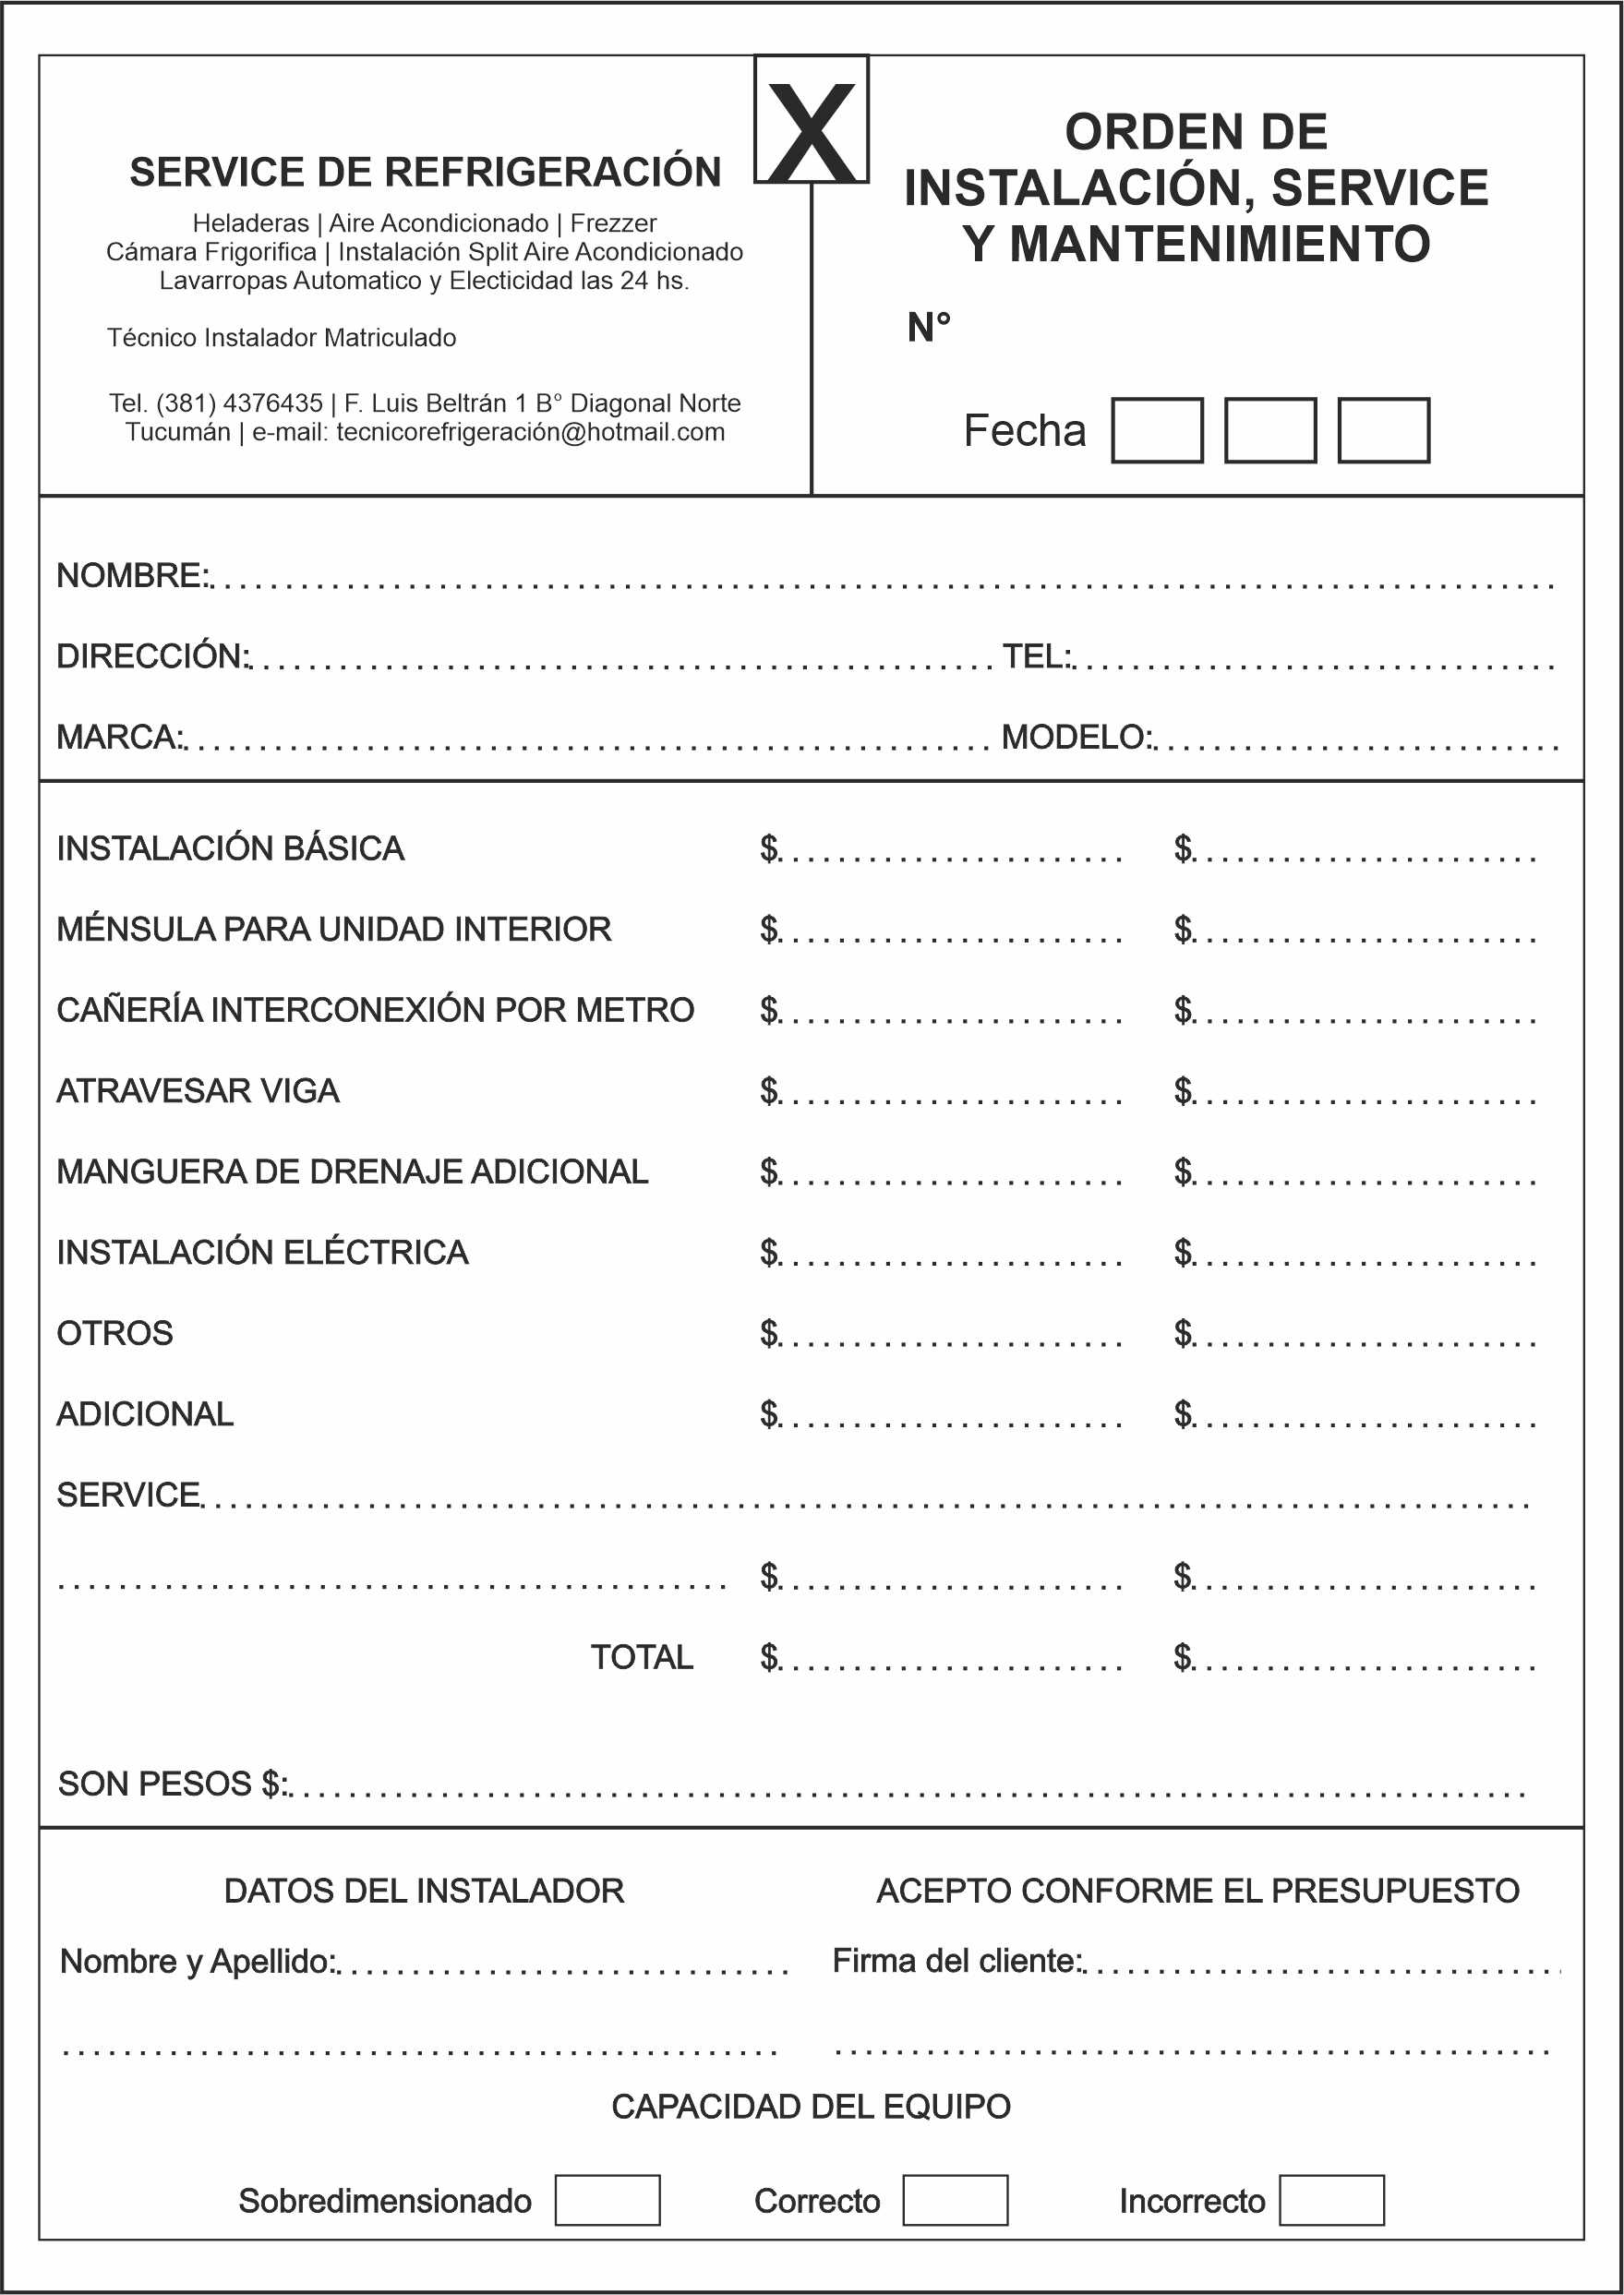 X
SERVICE DE REFRIGERACIÓN
Heladeras | Aire Acondicionado | Frezzer
Cámara Frigorifica | Instalación Split Aire Acondicionado
Lavarropas Automatico y Electicidad las 24 hs.
Técnico Instalador Matriculado
Tel. (381) 4376435 | F. Luis Beltrán 1 B° Diagonal Norte
Tucumán | e-mail: tecnicorefrigeración@hotmail.com
ORDEN DE
INSTALACIÓN, SERVICE
Y MANTENIMIENTO
N°
Fecha
NOMBRE:
DIRECCIÓN: TEL:
MARCA: MODELO:
INSTALACIÓN BÁSICA $ $
MÉNSULA PARA UNIDAD INTERIOR $ $
CAÑERÍA INTERCONEXIÓN POR METRO $ $
ATRAVESAR VIGA $ $
MANGUERA DE DRENAJE ADICIONAL $ $
INSTALACIÓN ELÉCTRICA $ $
OTROS $ $
ADICIONAL $ $
SERVICE
$ $
TOTAL $ $
SON PESOS $:
DATOS DEL INSTALADOR
Nombre y Apellido:
ACEPTO CONFORME EL PRESUPUESTO
Firma del cliente:
CAPACIDAD DEL EQUIPO
Sobredimensionado Correcto Incorrecto